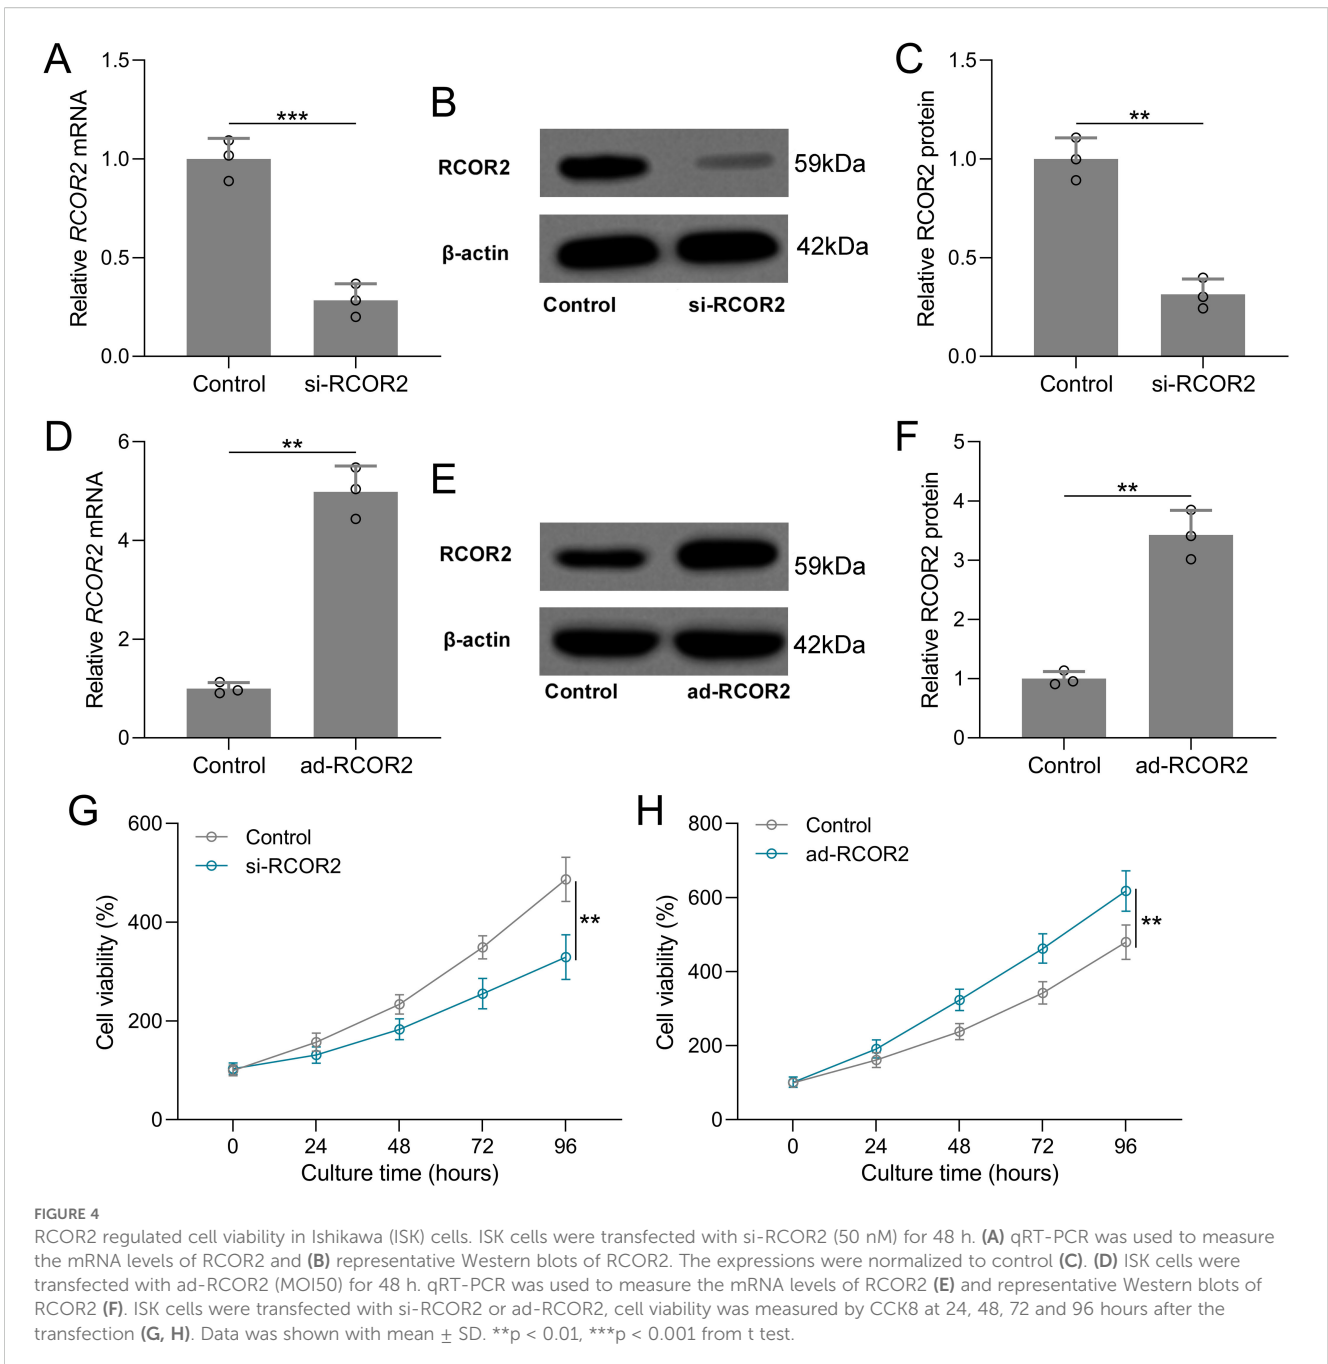 A
Relative RCOR2 mRNA
1.5
1.0
0.5
0.0
***
Control
si-RCOR2
B
RCOR2
59kDa
β-actin
42kDa
Control
si-RCOR2
C
Relative RCOR2 protein
1.5
1.0
0.5
0.0
**
Control
si-RCOR2
D
Relative RCOR2 mRNA
6
4
2
0
**
Control
ad-RCOR2
E
RCOR2
59kDa
β-actin
42kDa
Control
ad-RCOR2
F
Relative RCOR2 protein
5
4
3
2
1
0
**
Control
ad-RCOR2
G
Cell viability (%)
600
400
200
0
Control
si-RCOR2
**
0 24 48 72 96
Culture time (hours)
H
Cell viability (%)
800
600
400
200
0
Control
ad-RCOR2
**
0 24 48 72 96
Culture time (hours)
FIGURE 4
RCOR2 regulated cell viability in Ishikawa (ISK) cells. ISK cells were transfected with si-RCOR2 (50 nM) for 48 h. (A) qRT-PCR was used to measure
the mRNA levels of RCOR2 and (B) representative Western blots of RCOR2. The expressions were normalized to control (C). (D) ISK cells were
transfected with ad-RCOR2 (MOI50) for 48 h. qRT-PCR was used to measure the mRNA levels of RCOR2 (E) and representative Western blots of
RCOR2 (F). ISK cells were transfected with si-RCOR2 or ad-RCOR2, cell viability was measured by CCK8 at 24, 48, 72 and 96 hours after the
transfection (G, H). Data was shown with mean ± SD. **p < 0.01, ***p < 0.001 from t test.